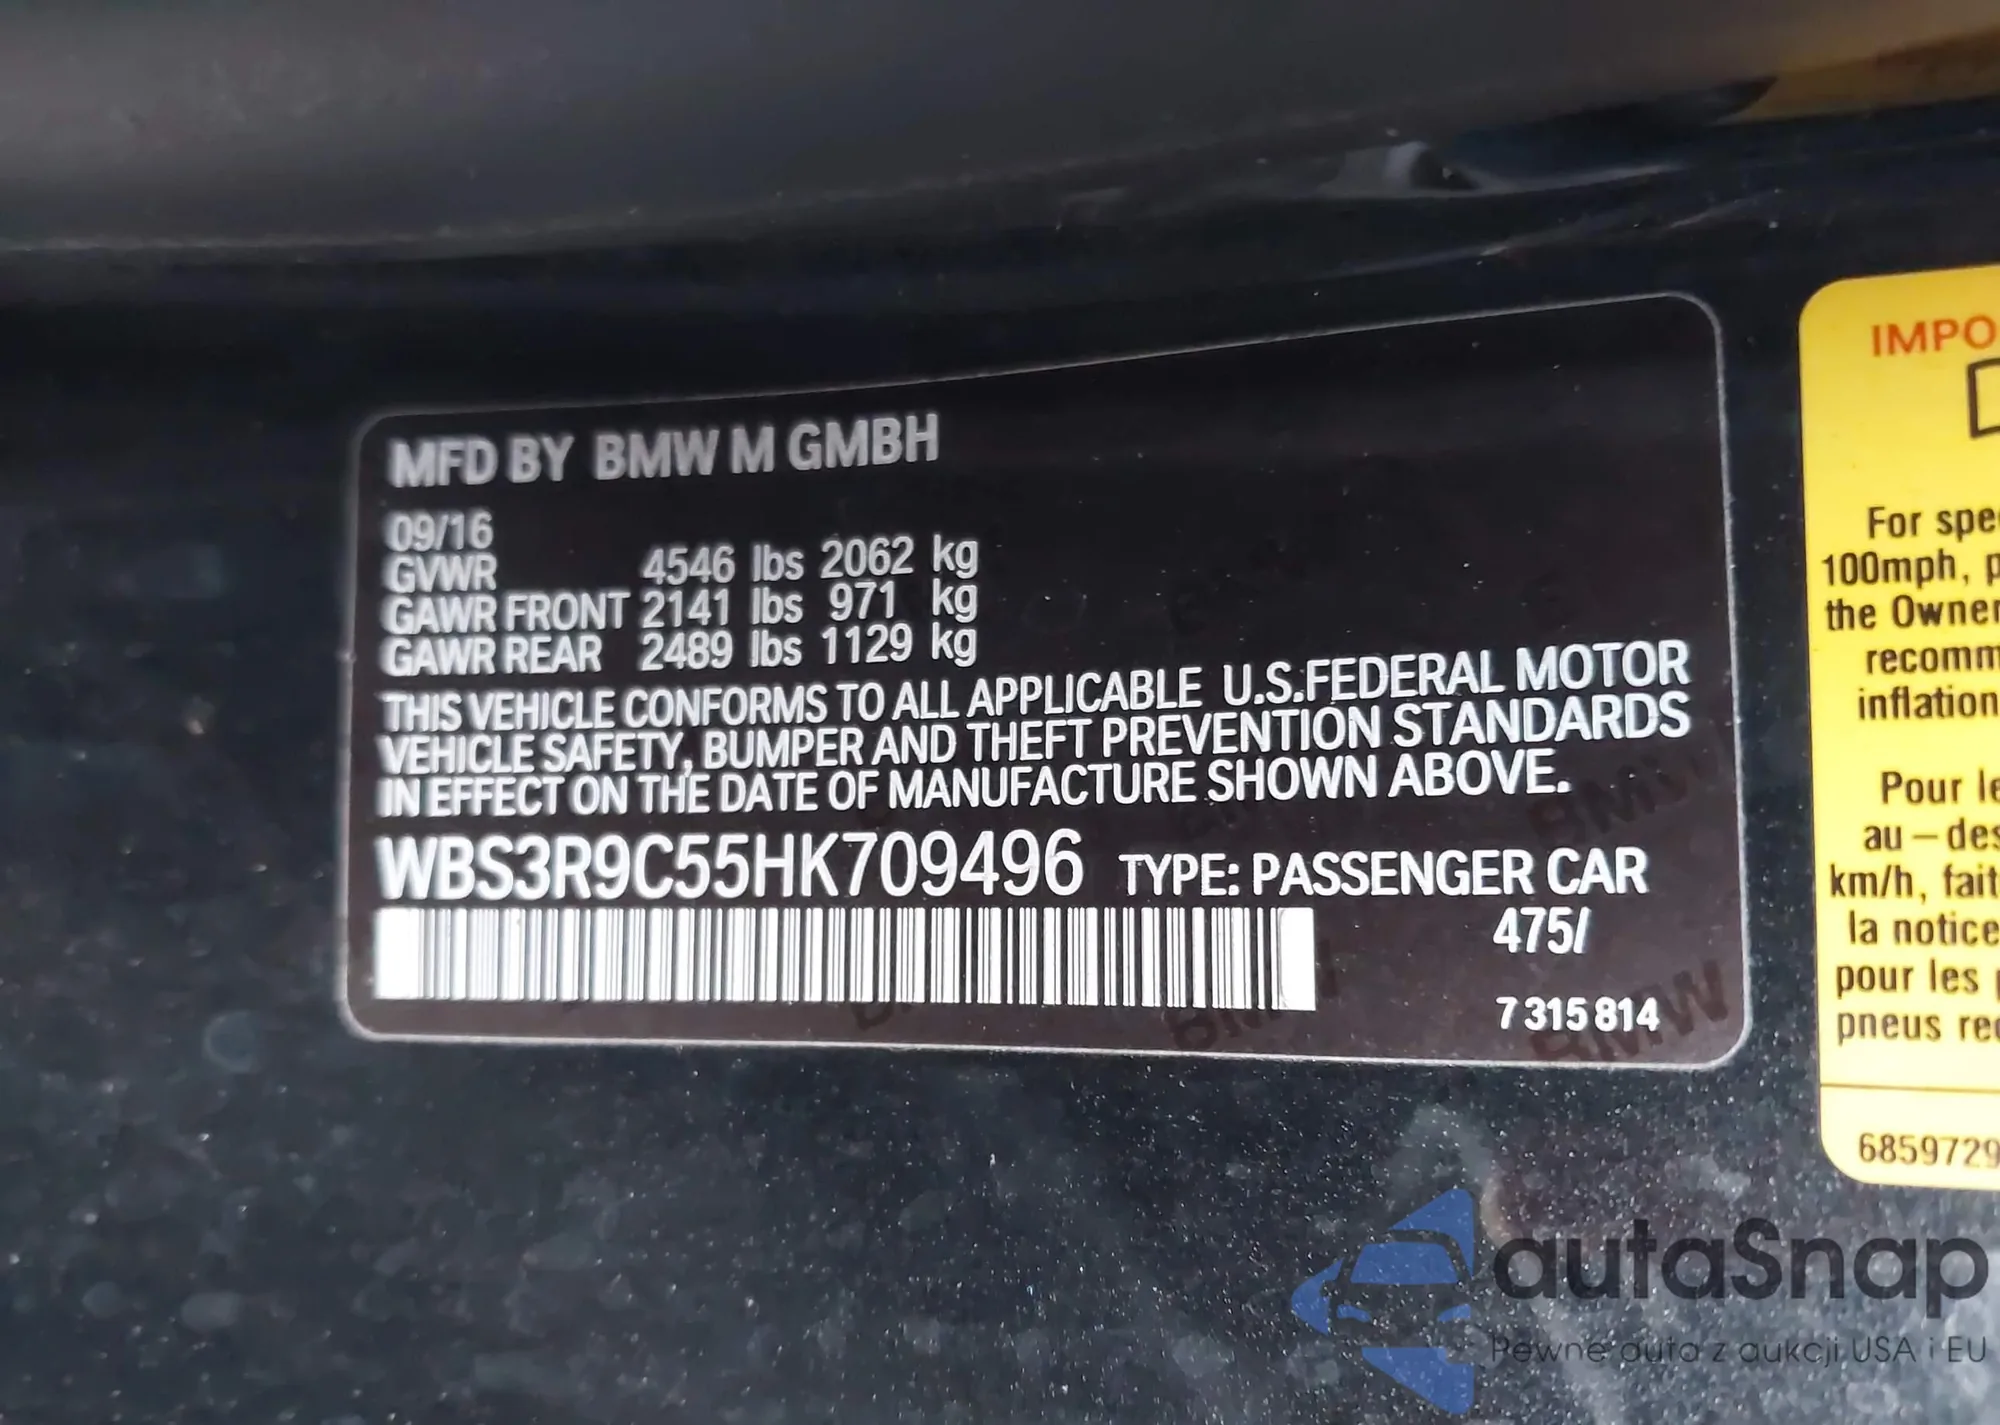 MFD BY BMW M GMBH
09/16
GVWR 4546 lbs 2062 kg
GAWR FRONT 2141 lbs 971 kg
GAWR REAR 2489 lbs 1129 kg
THIS VEHICLE CONFORMS TO ALL APPLICABLE U.S.FEDERAL MOTOR
VEHICLE SAFETY, BUMPER AND THEFT PREVENTION STANDARDS
IN EFFECT ON THE DATE OF MANUFACTURE SHOWN ABOVE.
WBS3R9C55HK709496 TYPE: PASSENGER CAR
475/
7 315 814
IMPO
For spe
100mph, p
the Owner
recomm
inflation
Pour le
au-des
km/h, fait
la notice
pour les p
pneus rec
6859729
autaSnap
Pewne auta z aukcji USA i EU